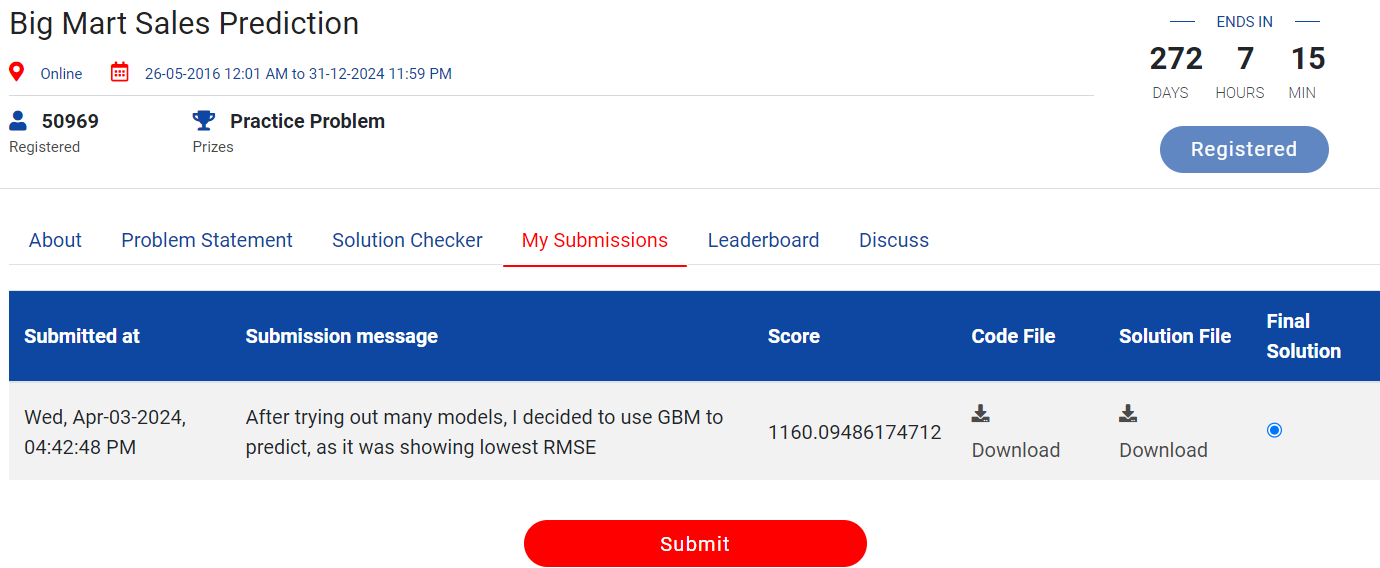 Big Mart Sales Prediction
ENDS IN
272 7 15
DAYS HOURS MIN
Online 26-05-2016 12:01 AM to 31-12-2024 11:59 PM
50969 Practice Problem
Registered Prizes
Registered
About Problem Statement Solution Checker My Submissions Leaderboard Discuss
Submitted at Submission message Score Code File Solution File Final
Solution
Wed, Apr-03-2024, After trying out many models, I decided to use GBM to
04:42:48 PM predict, as it was showing lowest RMSE 1160.09486174712
Download Download
Submit